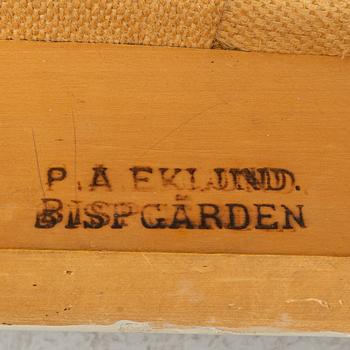 P.A EKLUND.
BISPGÅRDEN